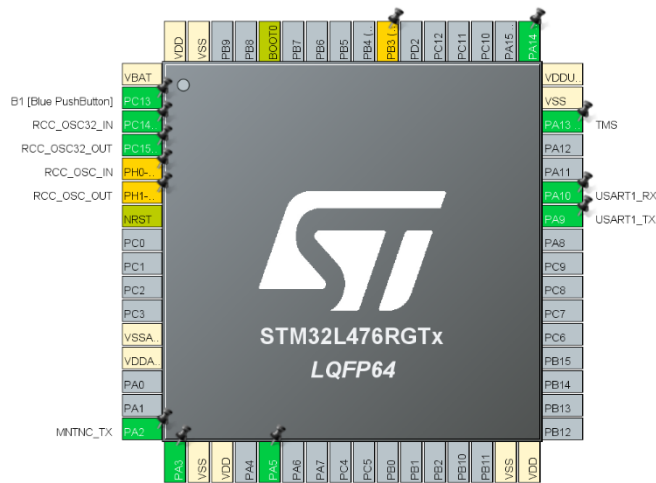 VDD VSS PB9 PB8 BOOT0 PB7 PB6 PB5 PB4 (.. PB3 (.. PD2 PC12 PC11 PC10 PA15.. PA14..
VBAT
B1 [Blue PushButton] PC13
RCC_OSC32_IN PC14..
RCC_OSC32_OUT PC15..
RCC_OSC_IN PH0-..
RCC_OSC_OUT PH1-..
NRST
PC0
PC1
PC2
PC3
VSSA..
VDDA..
PA0
PA1
MNTNC_TX PA2
STM32L476RGTx
LQFP64
VDDU..
VSS
PA13.. TMS
PA12
PA11
PA10 USART1_RX
PA9 USART1_TX
PA8
PC9
PC8
PC7
PC6
PB15
PB14
PB13
PB12
PA3 VSS VDD PA4 PA5 PA6 PA7 PC4 PC5 PB0 PB1 PB2 PB10 PB11 VSS VDD